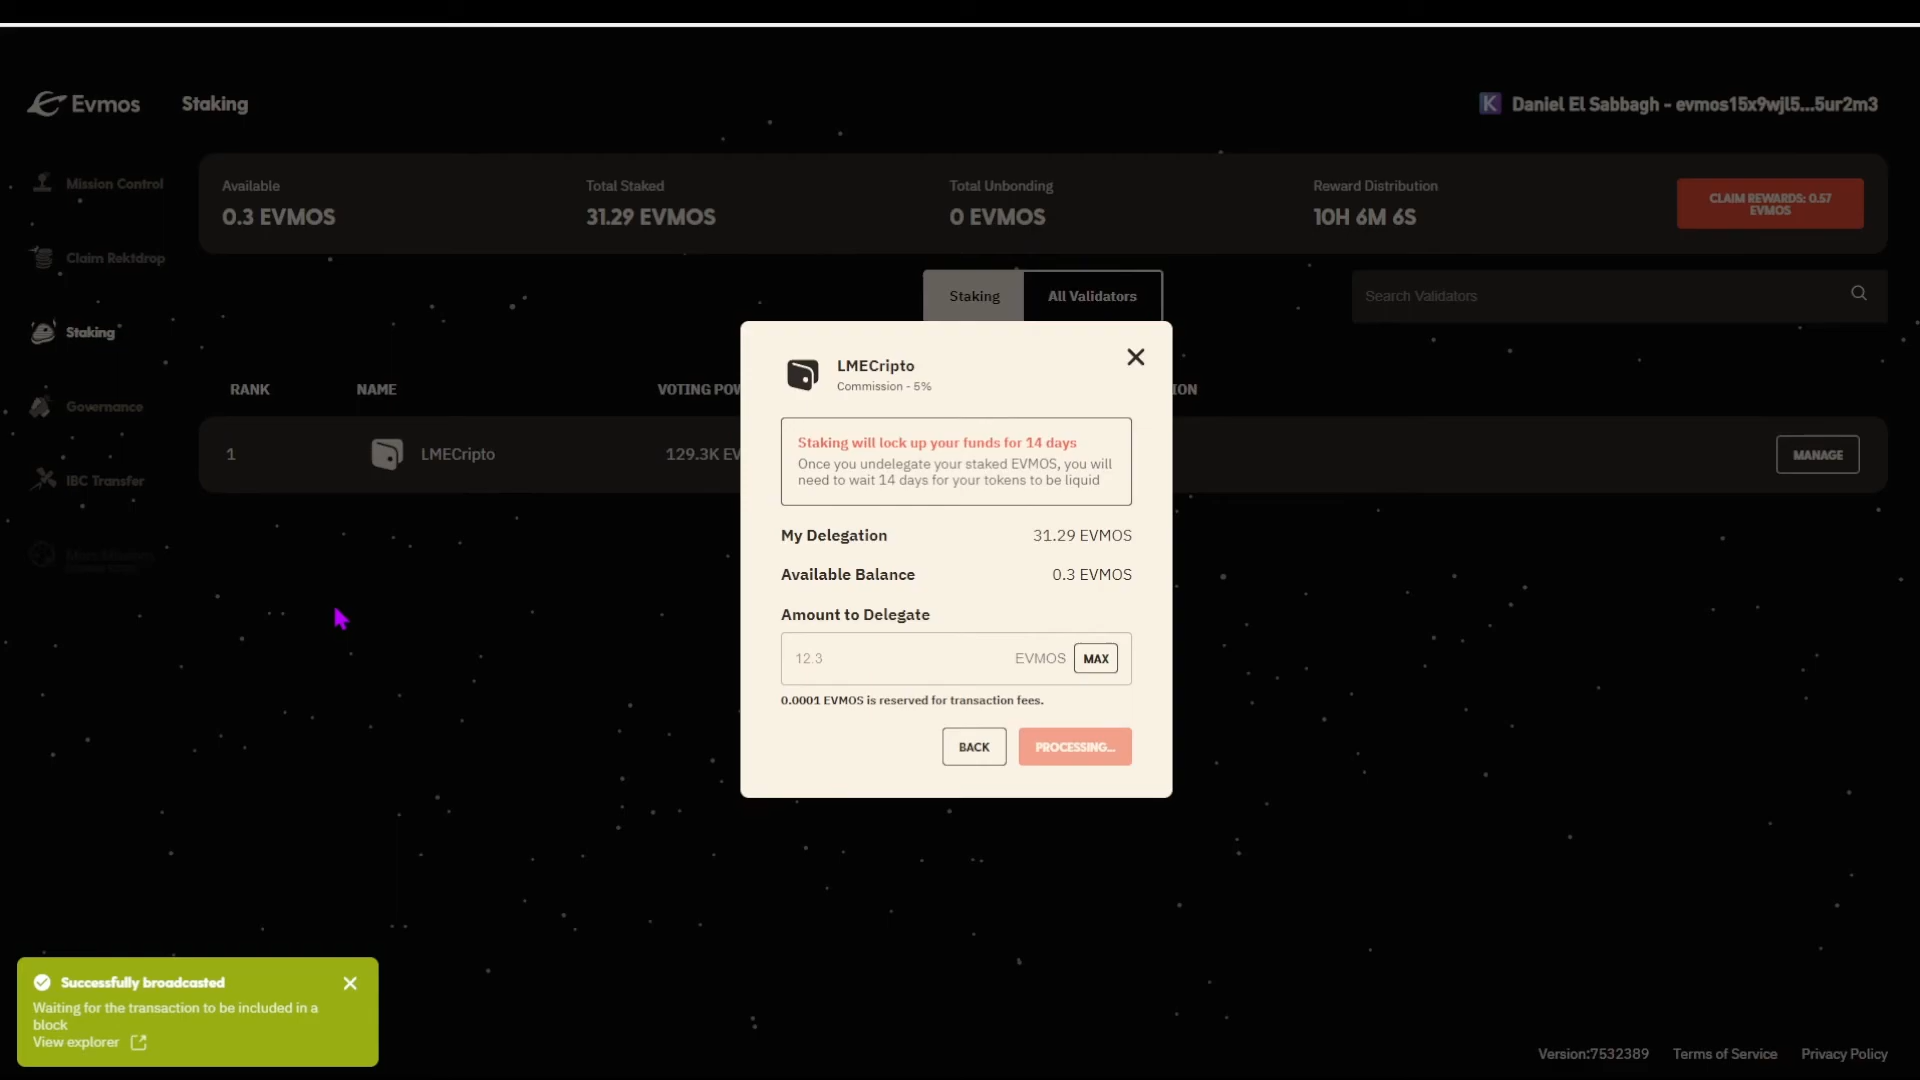 Evmos
Staking
K Daniel El Sabbagh - evmos15x9wjl5...5ur2m3
Mission Control
Claim Rektdrop
Staking
Governance
IBC Transfer
Available
0.3 EVMOS
Total Staked
31.29 EVMOS
Total Unbonding
0 EVMOS
Reward Distribution
10H 6M 6S
CLAIM REWARDS: 0.57
EVMOS
Staking
All Validators
Search Validators
RANK
NAME
VOTING POW
ION
1
LMECripto
129.3K EV
MANAGE
LMECripto
Commission - 5%
Staking will lock up your funds for 14 days
Once you undelegate your staked EVMOS, you will
need to wait 14 days for your tokens to be liquid
My Delegation
31.29 EVMOS
Available Balance
0.3 EVMOS
Amount to Delegate
12.3
EVMOS
MAX
0.0001 EVMOS is reserved for transaction fees.
BACK
PROCESSING...
Successfully broadcasted
Waiting for the transaction to be included in a
block
View explorer
Version:7532389
Terms of Service
Privacy Policy